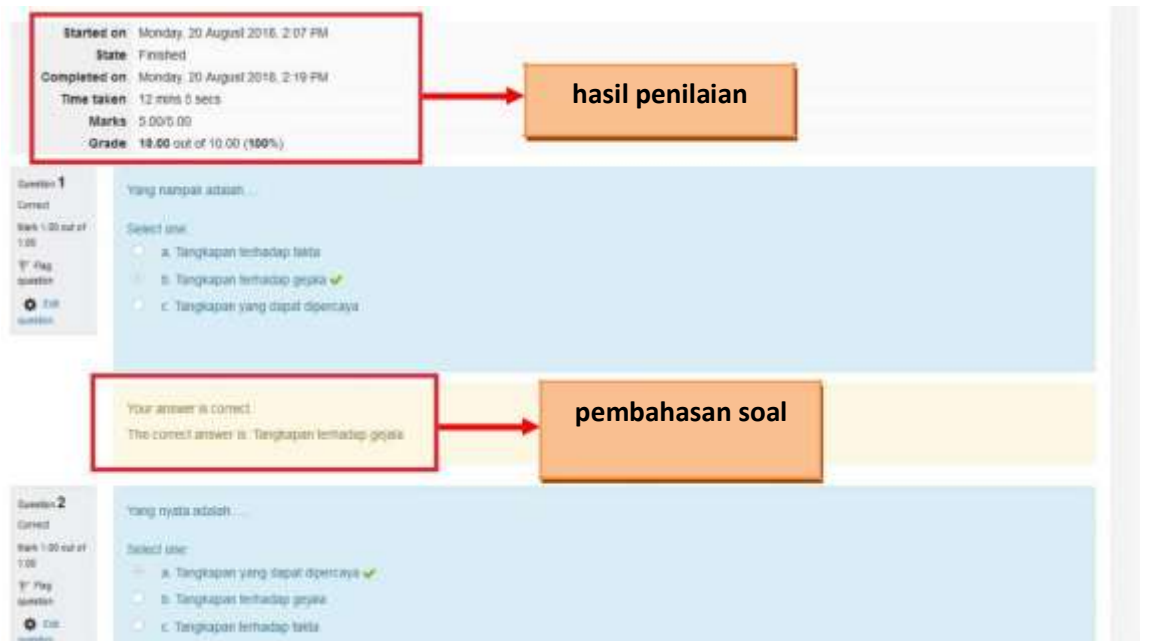 Started on Monday, 20 August 2018, 2:07 PM
State Finished
Completed on Monday, 20 August 2018, 2:19 PM
Time taken 12 mins 5 secs
Marks 5.00/5.00
Grade 10.00 out of 10.00 (100%)
hasil penilaian
Question 1
Correct
Mark 1.00 out of
1.00
Flag
question
Edit
question
Yang nampak adalah ...
Select one:
a. Tangkapan terhadap fakta
b. Tangkapan terhadap gejala
c. Tangkapan yang dapat dipercaya
Your answer is correct.
The correct answer is: Tangkapan terhadap gejala
pembahasan soal
Question 2
Correct
Mark 1.00 out of
1.00
Flag
question
Edit
question
Yang nyata adalah ...
Select one:
a. Tangkapan yang dapat dipercaya
b. Tangkapan terhadap gejala
c. Tangkapan terhadap fakta